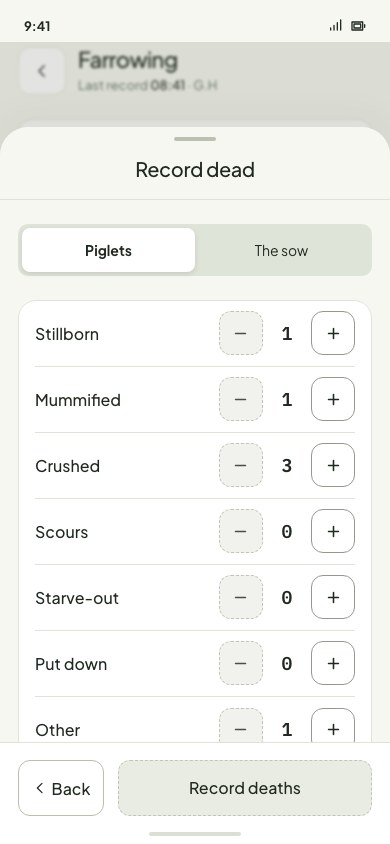 9:41
Farrowing
Last record 08:41 · G.H
Record dead
Piglets The sow
Stillborn − 1 +
Mummified − 1 +
Crushed − 3 +
Scours − 0 +
Starve-out − 0 +
Put down − 0 +
Other − 1 +
Back Record deaths